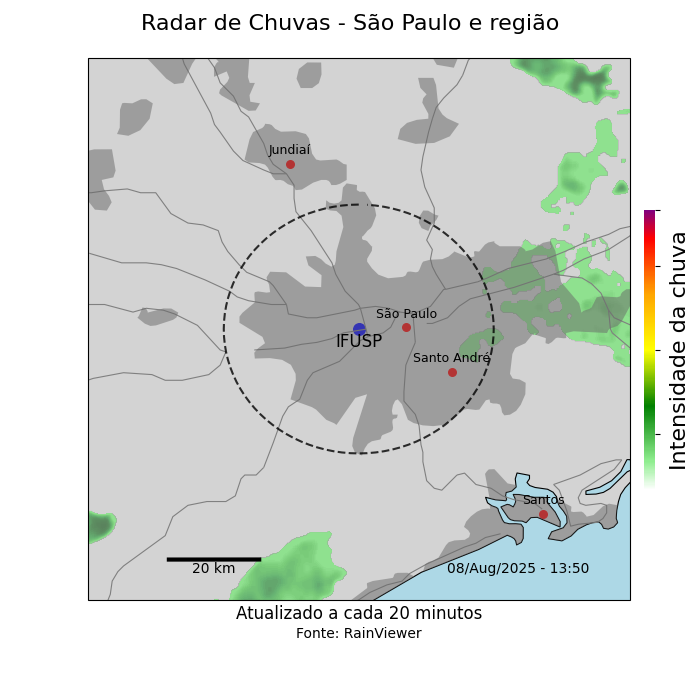 Radar de Chuvas - São Paulo e região
Jundiaí
São Paulo
IFUSP
Santo André
Santos
20 km
08/Aug/2025 - 13:50
Intensidade da chuva
Atualizado a cada 20 minutos
Fonte: RainViewer